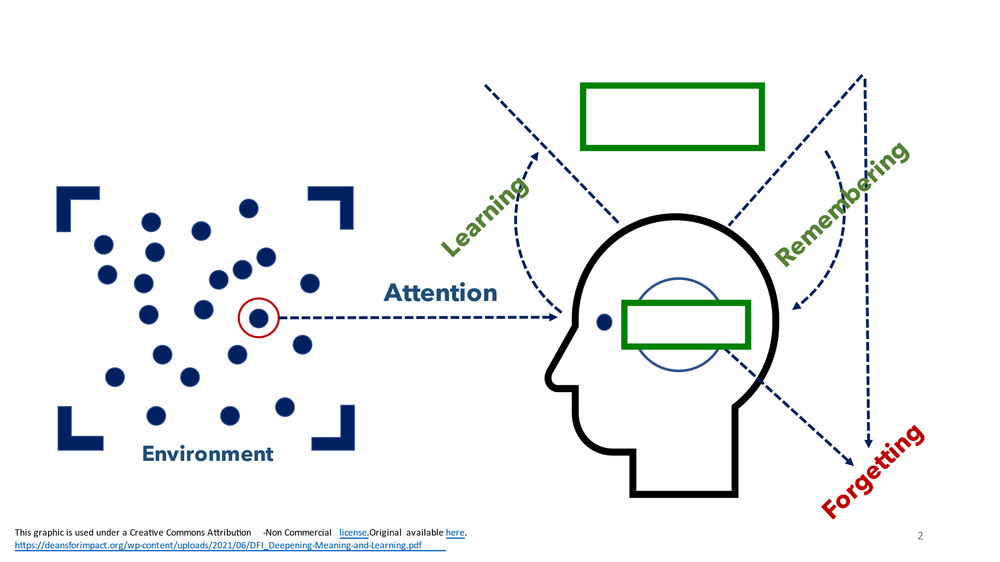 Learning
Remembering
Attention
Environment
Forgetting
This graphic is used under a Creative Commons Attribution -Non Commercial license.Original available here.
https://deansforimpact.org/wp-content/uploads/2021/06/DFI_Deepening-Meaning-and-Learning.pdf
2